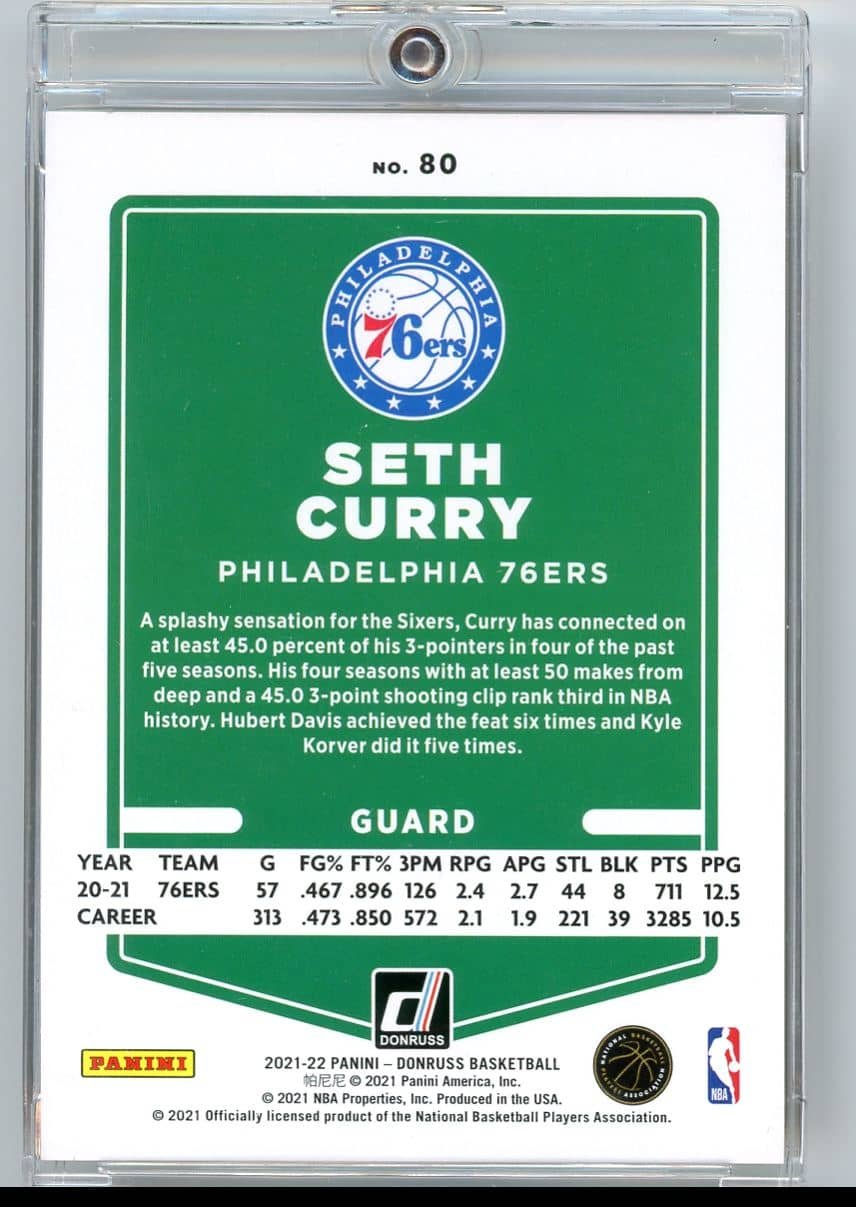 NO. 80
PHILADELPHIA
76ers
SETH
CURRY
PHILADELPHIA 76ERS
A splashy sensation for the Sixers, Curry has connected on
at least 45.0 percent of his 3-pointers in four of the past
five seasons. His four seasons with at least 50 makes from
deep and a 45.0 3-point shooting clip rank third in NBA
history. Hubert Davis achieved the feat six times and Kyle
Korver did it five times.
GUARD
YEAR TEAM G FG% FT% 3PM RPG APG STL BLK PTS PPG
20-21 76ERS 57 .467 .896 126 2.4 2.7 44 8 711 12.5
CAREER 313 .473 .850 572 2.1 1.9 221 39 3285 10.5
d
DONRUSS
PANINI
2021-22 PANINI – DONRUSS BASKETBALL
帕尼尼 © 2021 Panini America, Inc.
© 2021 NBA Properties, Inc. Produced in the USA.
© 2021 Officially licensed product of the National Basketball Players Association.
NATIONAL BASKETBALL
PLAYERS ASSOCIATION
NBA